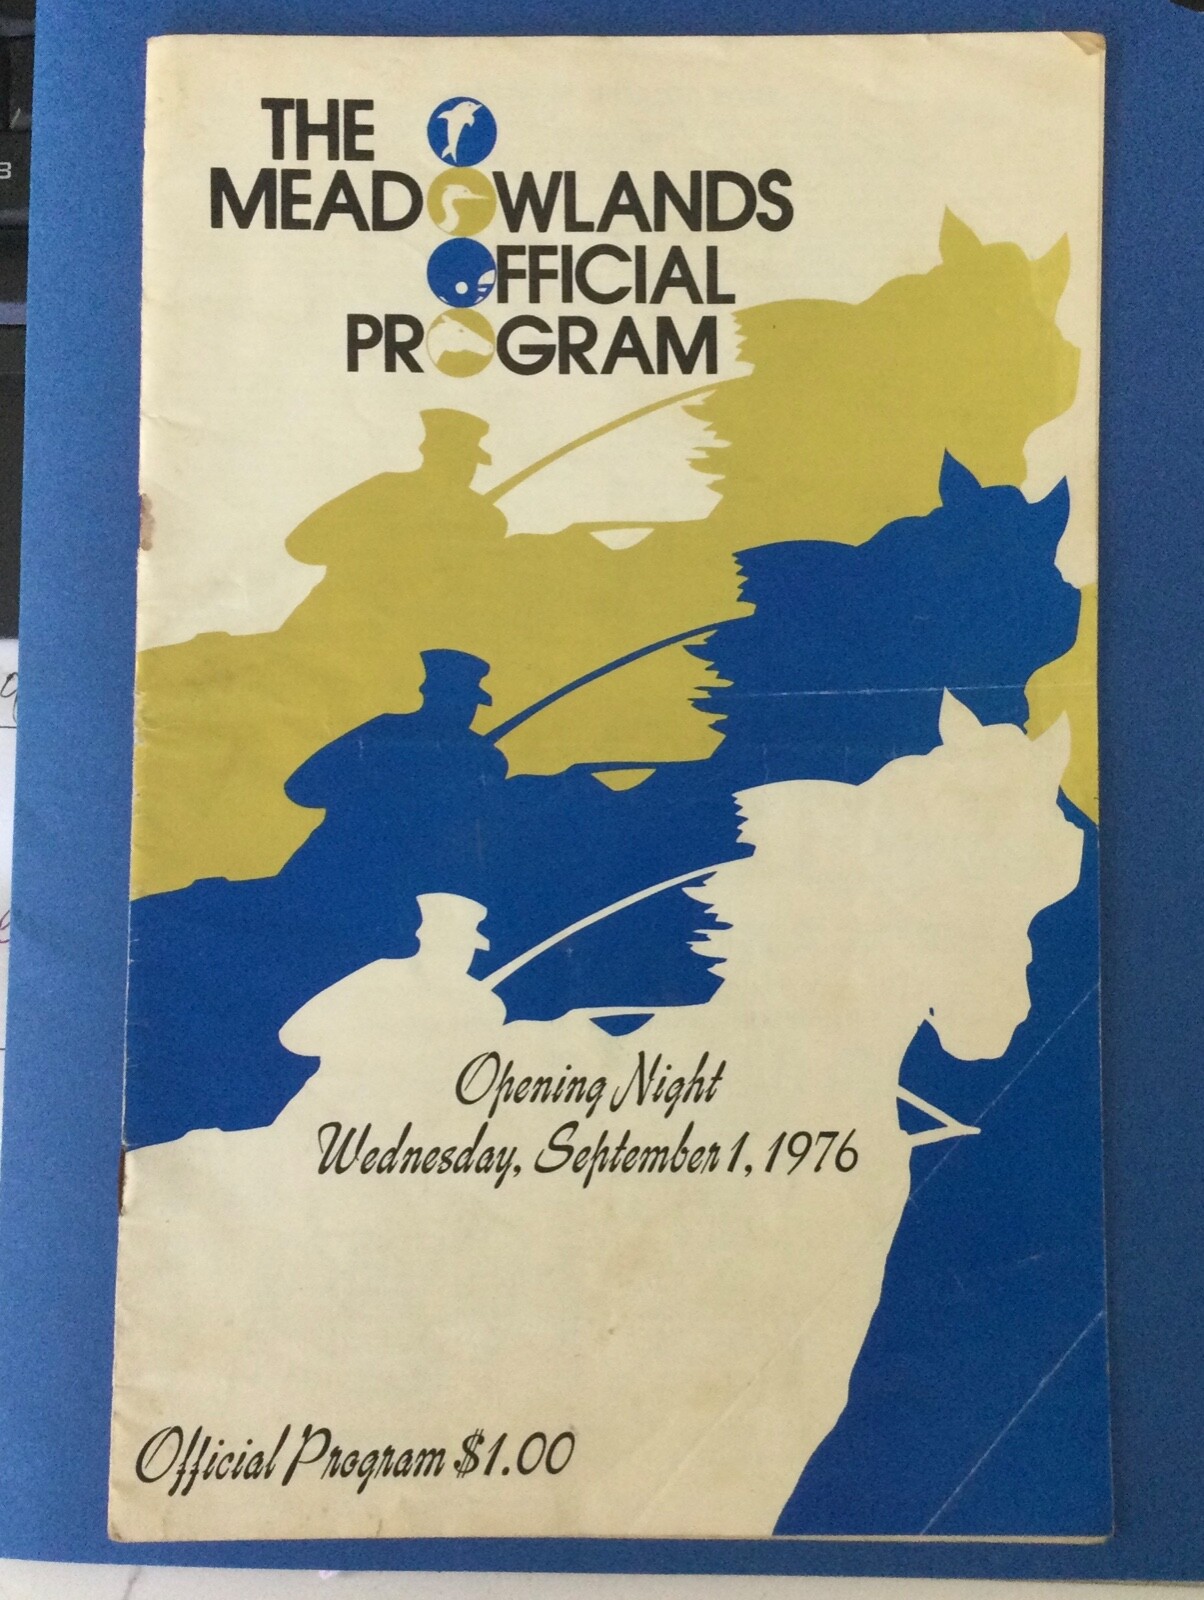 THE
MEADOWLANDS
OFFICIAL
PROGRAM
Opening Night
Wednesday, September 1, 1976
Official Program $1.00